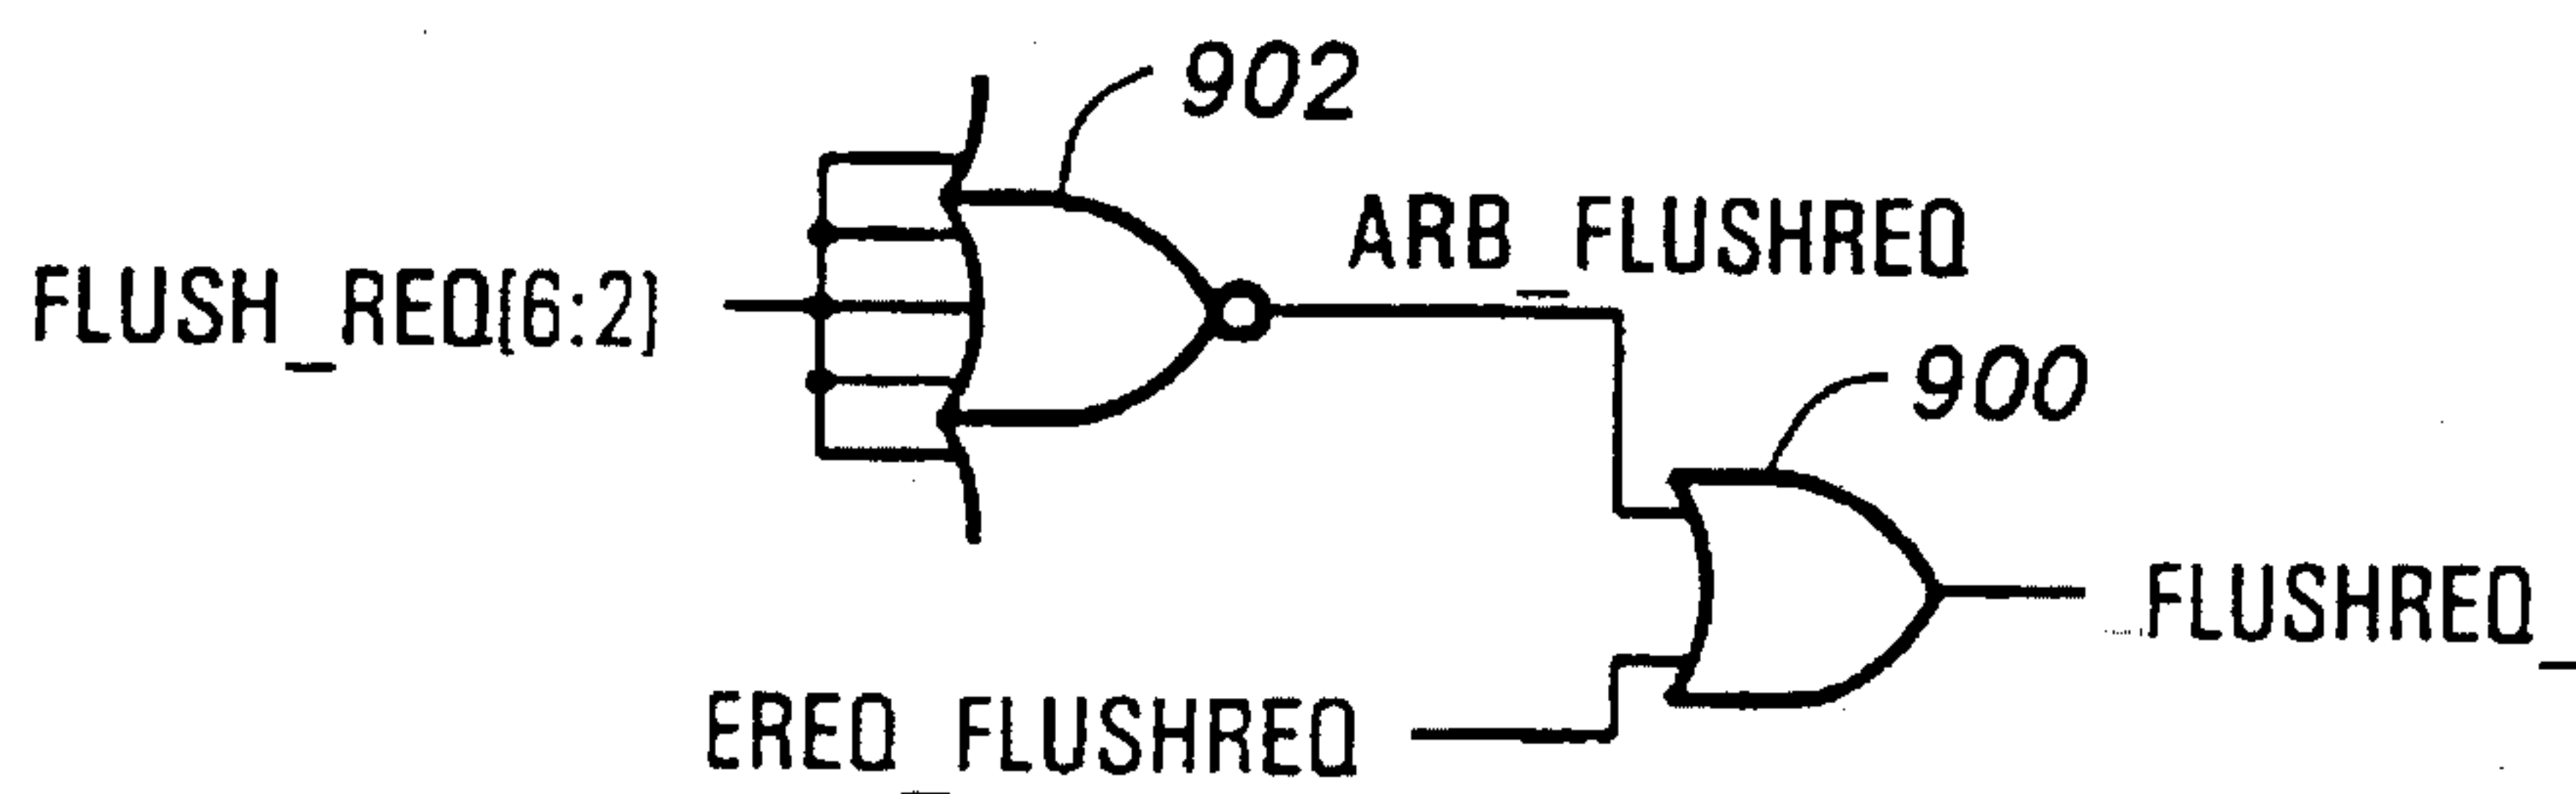 902
ARB_FLUSHREQ
FLUSH_REQ[6:2]
900
FLUSHREQ_
EREQ_FLUSHREQ